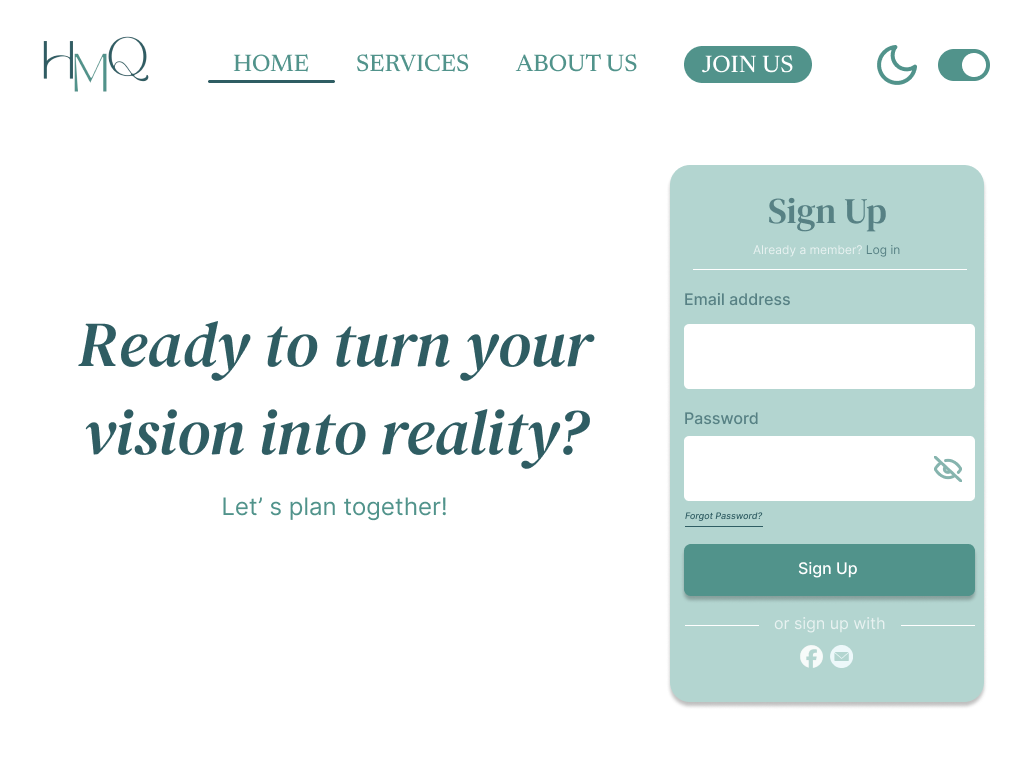 HMQ
HOME SERVICES ABOUT US JOIN US
Sign Up
Already a member? Log in
Email address
Password
Forgot Password?
Sign Up
or sign up with
Ready to turn your
vision into reality?
Let’ s plan together!